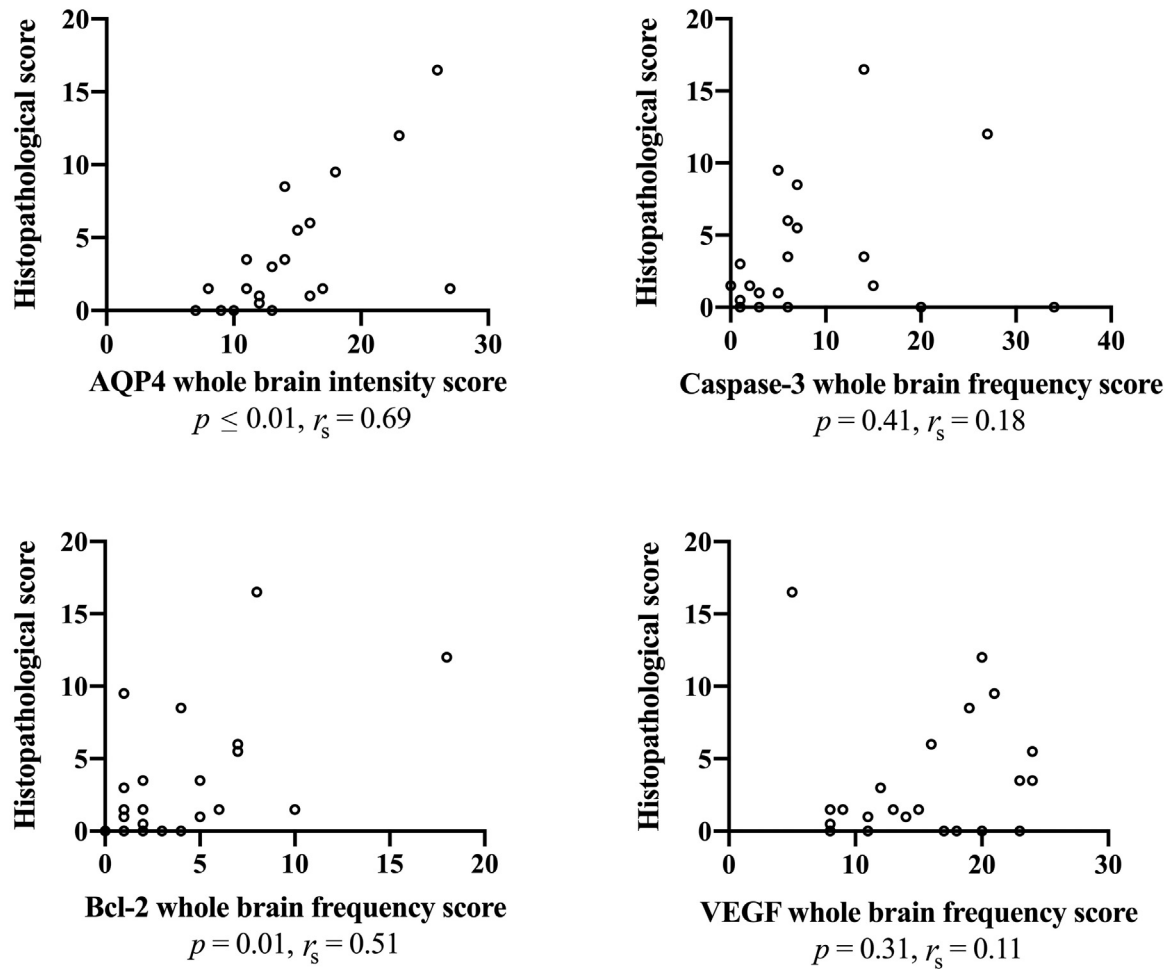 Histopathological score
20
15
10
5
0
0 10 20 30
AQP4 whole brain intensity score
p ≤ 0.01, rs = 0.69
Histopathological score
20
15
10
5
0
0 10 20 30 40
Caspase-3 whole brain frequency score
p = 0.41, rs = 0.18
Histopathological score
20
15
10
5
0
0 5 10 15 20
Bcl-2 whole brain frequency score
p = 0.01, rs = 0.51
Histopathological score
20
15
10
5
0
0 10 20 30
VEGF whole brain frequency score
p = 0.31, rs = 0.11